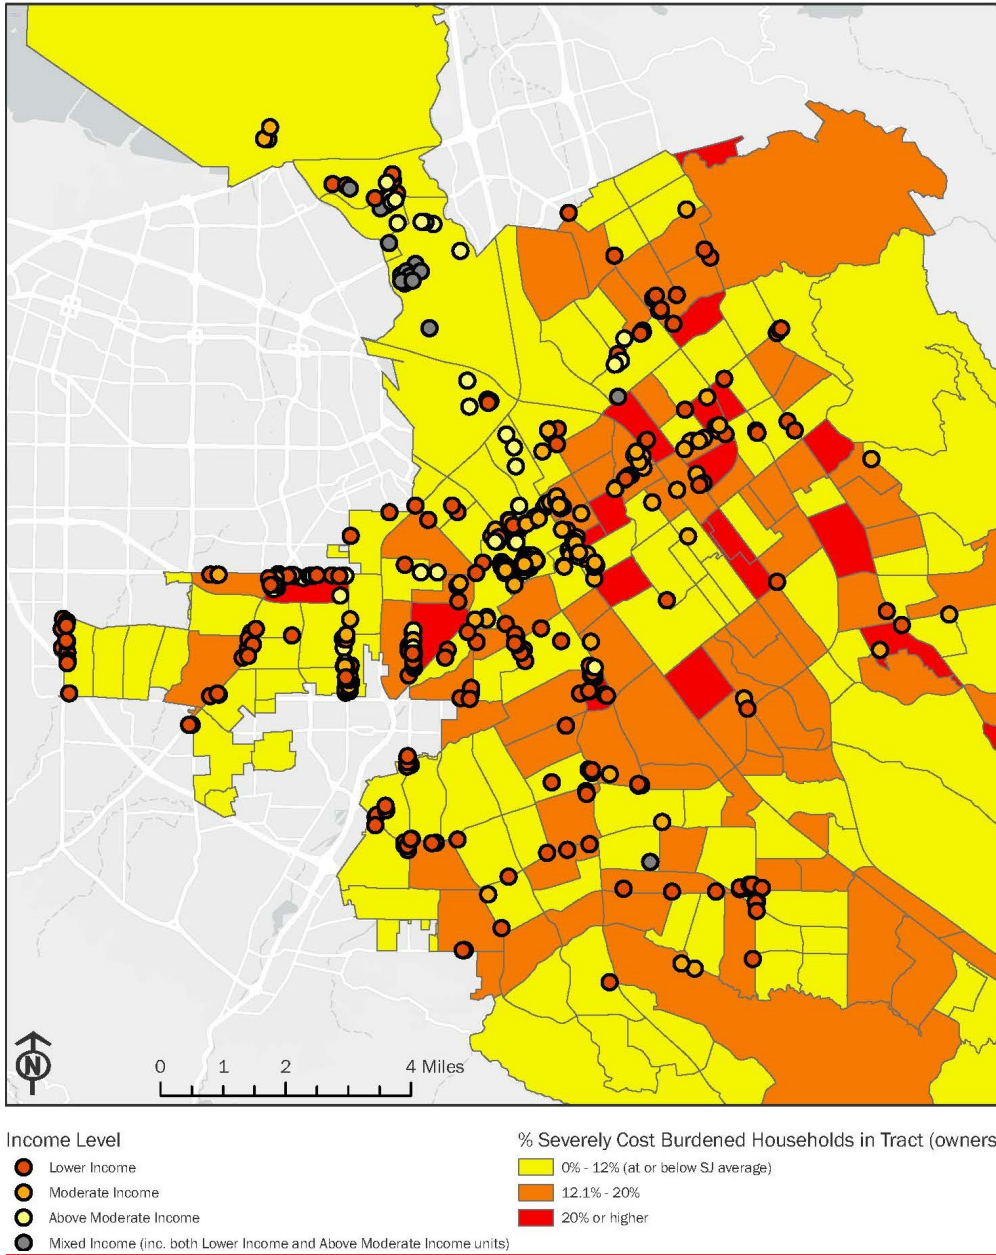 N
0 1 2 4 Miles
Income Level
Lower Income
Moderate Income
Above Moderate Income
Mixed Income (inc. both Lower Income and Above Moderate Income units)
% Severely Cost Burdened Households in Tract (owners
0% - 12% (at or below SJ average)
12.1% - 20%
20% or higher